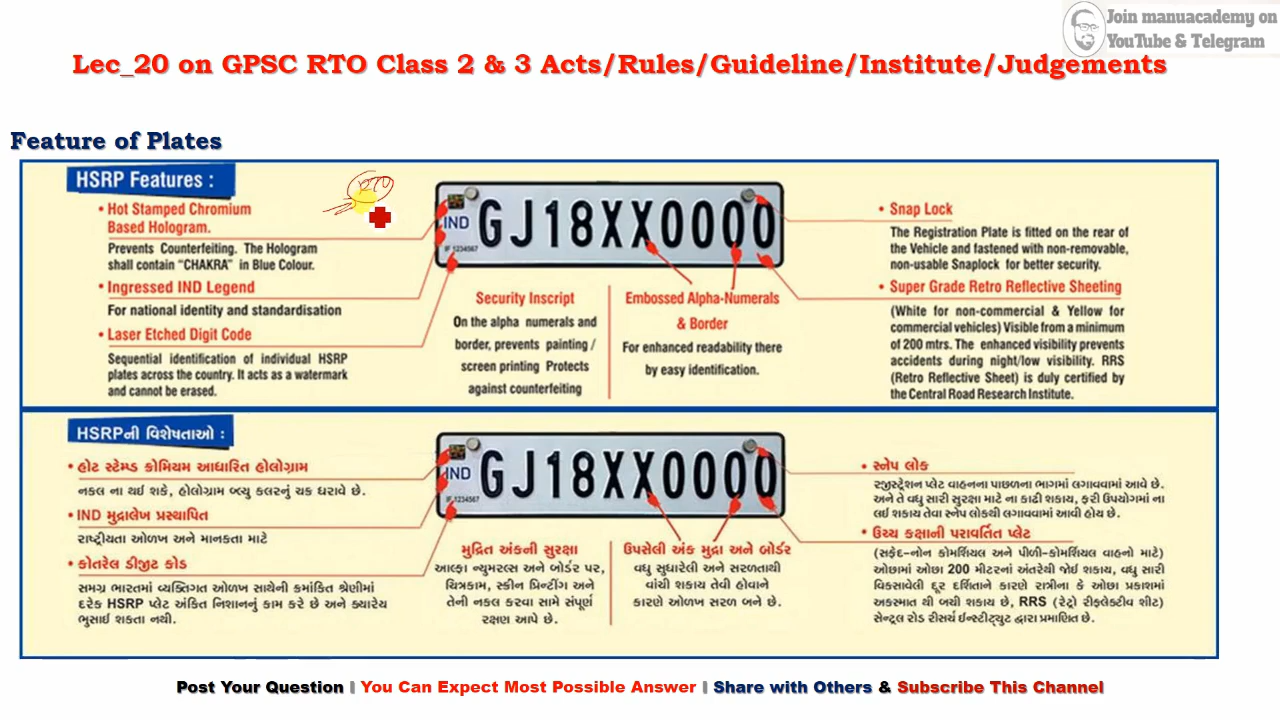 Join manuacademy on
YouTube & Telegram
Lec_20 on GPSC RTO Class 2 & 3 Acts/Rules/Guideline/Institute/Judgements
Feature of Plates
HSRP Features :
RTO
• Hot Stamped Chromium
Based Hologram.
Prevents Counterfeiting. The Hologram
shall contain “CHAKRA” in Blue Colour.
• Ingressed IND Legend
For national identity and standardisation
• Laser Etched Digit Code
Sequential identification of individual HSRP
plates across the country. It acts as a watermark
and cannot be erased.
IND
GJ18XX0000
IF 1234567
Security Inscript
On the alpha numerals and
border, prevents painting /
screen printing Protects
against counterfeiting
Embossed Alpha-Numerals
& Border
For enhanced readability there
by easy identification.
• Snap Lock
The Registration Plate is fitted on the rear of
the Vehicle and fastened with non-removable,
non-usable Snaplock for better security.
• Super Grade Retro Reflective Sheeting
(White for non-commercial & Yellow for
commercial vehicles) Visible from a minimum
of 200 mtrs. The enhanced visibility prevents
accidents during night/low visibility. RRS
(Retro Reflective Sheet) is duly certified by
the Central Road Research Institute.
HSRPની વિશેષતાઓ :
• હોટ સ્ટેમ્પ્ડ ક્રોમિયમ આધારિત હોલોગ્રામ
નકલ ના થઈ શકે, હોલોગ્રામ બ્લ્યુ કલરનું ચક્ર ધરાવે છે.
• IND મુદ્રાલેખ પ્રસ્થાપિત
રાષ્ટ્રીયતા ઓળખ અને માનકતા માટે
• કોતરેલ ડીજીટ કોડ
સમગ્ર ભારતમાં વ્યક્તિગત ઓળખ સાથેની ક્રમાંકિત શ્રેણીમાં
દરેક HSRP પ્લેટ અંકિત નિશાનનું કામ કરે છે અને ક્યારેય
ભુસાઈ શકતા નથી.
IND
GJ18XX0000
IF 1234567
મુદ્રિત અંકની સુરક્ષા
આલ્ફા ન્યુમરલ્સ અને બોર્ડર પર,
ચિત્રકામ, સ્ક્રીન પ્રિન્ટીંગ અને
તેની નકલ કરવા સામે સંપૂર્ણ
રક્ષણ આપે છે.
ઉપસેલી અંક મુદ્રા અને બોર્ડર
વધુ સુધારેલી અને સરળતાથી
વાંચી શકાય તેવી હોવાને
કારણે ઓળખ સરળ બને છે.
• સ્નેપ લોક
રજીસ્ટ્રેશન પ્લેટ વાહનના પાછળના ભાગમાં લગાવવામાં આવે છે.
અને તે વધુ સારી સુરક્ષા માટે ના કાઢી શકાય, ફરી ઉપયોગમાં ના
લઈ શકાય તેવા સ્નેપ લોકથી લગાવવામાં આવી હોય છે.
• ઉચ્ચ કક્ષાની પરાવર્તિત પ્લેટ
(સફેદ-નોન કોમર્શિયલ અને પીળી-કોમર્શિયલ વાહનો માટે)
ઓછામાં ઓછા 200 મીટરનાં અંતરેથી જોઈ શકાય, વધુ સારી
વિકસાવેલી દૂર દર્શિતાને કારણે રાત્રીના કે ઓછા પ્રકાશમાં
અકસ્માત થી બચી શકાય છે, RRS (રેટ્રો રીફ્લેક્ટીવ શીટ)
સેન્ટ્રલ રોડ રીસર્ચ ઈન્સ્ટીટ્યુટ દ્વારા પ્રમાણિત છે.
Post Your Question | You Can Expect Most Possible Answer | Share with Others & Subscribe This Channel